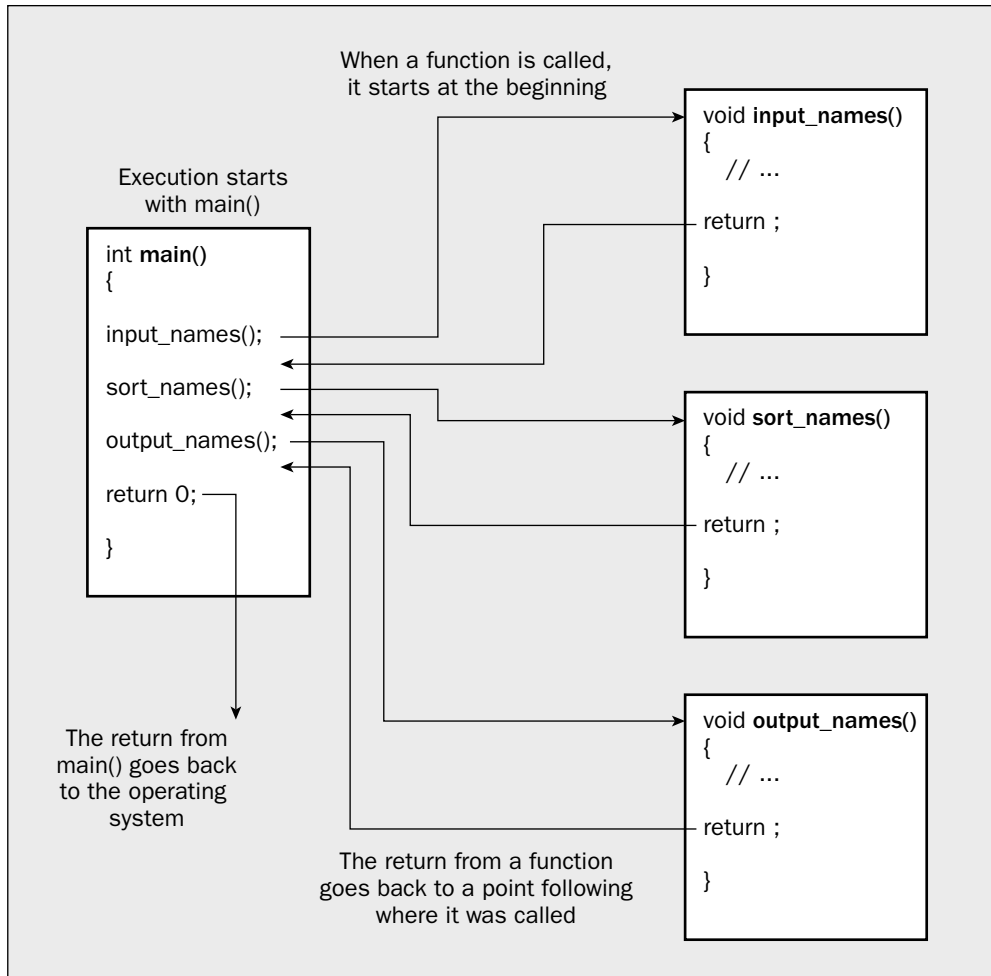 When a function is called,
it starts at the beginning
Execution starts
with main()
int main()
{
input_names();
sort_names();
output_names();
return 0;
}
The return from
main() goes back
to the operating
system
void input_names()
{
// ...
return ;
}
void sort_names()
{
// ...
return ;
}
void output_names()
{
// ...
return ;
}
The return from a function
goes back to a point following
where it was called